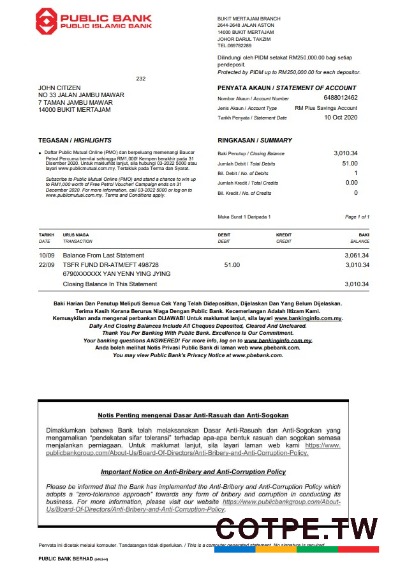 PUBLIC BANK
PUBLIC ISLAMIC BANK
BUKIT MERTAJAM BRANCH
2644-2648 JALAN ASTON
14000 BUKIT MERTAJAM
JOHOR DARUL TAKZIM
Dilindungi oleh PIDM setakat RM250,000.00 bagi setiap
pendeposit
Protected by PIDM up to RM250,000.00 for each depositor.
232
JOHN CITIZEN
NO 33 JALAN JAMBU MAWAR
7 TAMAN JAMBU MAWAR
14000 BUKIT MERTAJAM
PENYATA AKAUN / STATEMENT OF ACCOUNT
Nombor Akaun / Account Number 6488012462
Jenis Akaun / Account Type RM Plus Savings Account
Tarikh Penyata / Statement Date 10 Oct 2020
TEGASAN / HIGHLIGHTS
RINGKASAN / SUMMARY
Baki Penutup / Closing Balance 3,010.34
Jumlah Debit / Total Debits 51.00
Bil. Debit / No. of Debits 1
Jumlah Kredit / Total Credits 0.00
Bil. Kredit / No. of Credits 0
Daftar Public Mutual Online (PMO) dan berpeluang memenangi Baucar
Petrol Percuma bernilai sehingga RM1,000! Kempen berakhir pada 31
Disember 2020. Untuk maklumat lanjut, sila hubungi 03-2022 5000 atau
layari www.publicmutual.com.my. Tertakluk pada Terma dan Syarat.
Subscribe to Public Mutual Online (PMO) and stand a chance to win up
to RM1,000 worth of Free Petrol Voucher! Campaign ends on 31
December 2020. For more information, call 03-2022 5000 or log on to
www.publicmutual.com.my. Terms and Conditions apply.
Muka Surat 1 Daripada 1 Page 1 of 1
TARIKH URUS NIAGA DEBIT KREDIT BAKI
DATE TRANSACTION DEBIT CREDIT BALANCE
10/09 Balance From Last Statement 3,061.34
22/09 TSFR FUND DR-ATM/EFT 498728 51.00 3,010.34
6790XXXXXX YAN YENN YING JYING
Closing Balance In This Statement 3,010.34
Baki Harian Dan Penutup Meliputi Semua Cek Yang Telah Didepositkan, Dijelaskan Dan Yang Belum Dijelaskan.
Terima Kasih Kerana Berurus Niaga Dengan Public Bank. Kecemerlangan Adalah Iltizam Kami.
Kemusykilan anda mengenai perbankan DIJAWAB! Untuk maklumat lanjut, sila layari www.bankinginfo.com.my.
Daily And Closing Balances Include All Cheques Deposited, Cleared And Uncleared.
Thank You For Banking With Public Bank. Excellence Is Our Commitment.
Your banking questions ANSWERED! For more info, log on to www.bankinginfo.com.my.
Anda boleh melihat Notis Privasi Public Bank di laman web www.pbebank.com.
You may view Public Bank's Privacy Notice at www.pbebank.com.
Notis Penting mengenai Dasar Anti-Rasuah dan Anti-Sogokan
Dimaklumkan bahawa Bank telah melaksanakan Dasar Anti-Rasuah dan Anti-Sogokan yang
mengamalkan "pendekatan sifar toleransi" terhadap apa-apa bentuk rasuah dan sogokan semasa
menjalankan perniagaan. Untuk maklumat lanjut, sila layari laman web kami https://www.
publicbankgroup.com/About-Us/Board-Of-Directors/Anti-Bribery-and-Anti-Corruption-Policy.
Important Notice on Anti-Bribery and Anti-Corruption Policy
Please be informed that the Bank has implemented the Anti-Bribery and Anti-Corruption Policy which
adopts a "zero-tolerance approach" towards any form of bribery and corruption in conducting its
business. For more information, please visit our website https://www.publicbankgroup.com/About-
Us/Board-Of-Directors/Anti-Bribery-and-Anti-Corruption-Policy.
COTPE.TW
Penyata ini dicetak melalui komputer. Tandatangan tidak diperlukan. / This is a computer generated statement. No signature is required.
PUBLIC BANK BERHAD